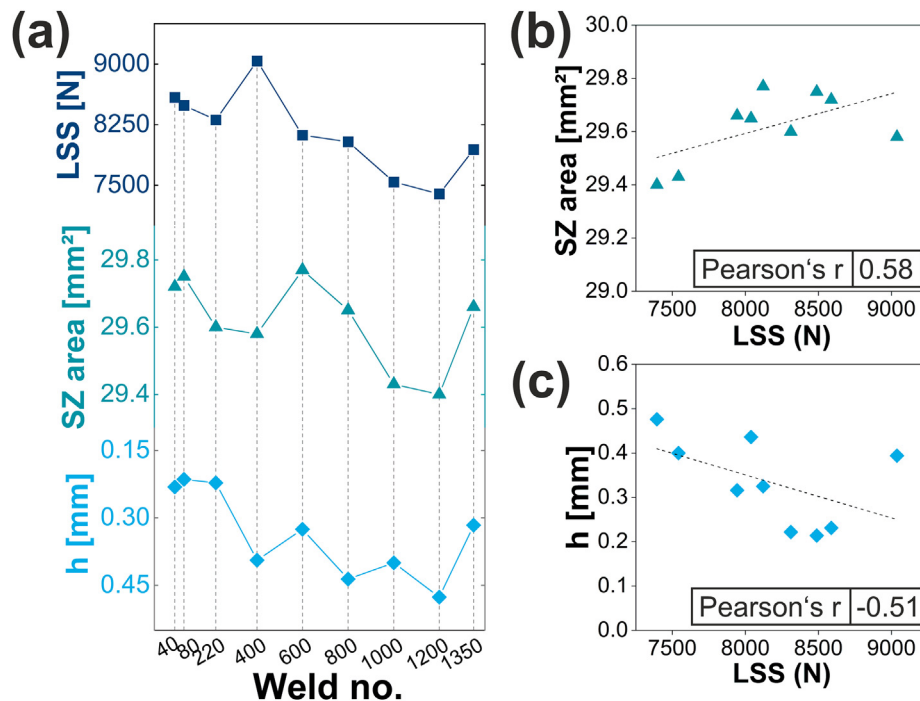 (a)
LSS [N]
9000
8250
7500
SZ area [mm²]
29.8
29.6
29.4
h [mm]
0.15
0.30
0.45
40 80 220 400 600 800 1000 1200 1350
Weld no.
(b)
SZ area [mm²]
30.0
29.8
29.6
29.4
29.2
29.0
Pearson‘s r 0.58
7500 8000 8500 9000
LSS (N)
(c)
h [mm]
0.6
0.5
0.4
0.3
0.2
0.1
0.0
Pearson‘s r -0.51
7500 8000 8500 9000
LSS (N)